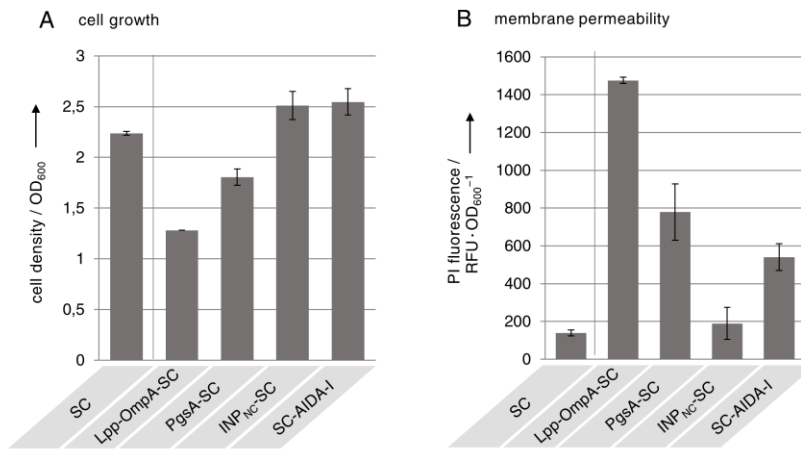 A cell growth
cell density / OD600
3
2,5
2
1,5
1
0,5
0
SC
Lpp-OmpA-SC
PgsA-SC
INPNC-SC
SC-AIDA-I
B membrane permeability
PI fluorescence /
RFU · OD600⁻¹
1600
1400
1200
1000
800
600
400
200
0
SC
Lpp-OmpA-SC
PgsA-SC
INPNC-SC
SC-AIDA-I